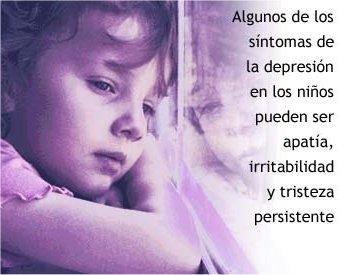 Algunos de los
síntomas de
la depresión
en los niños
pueden ser
apatía,
irritabilidad
y tristeza
persistente